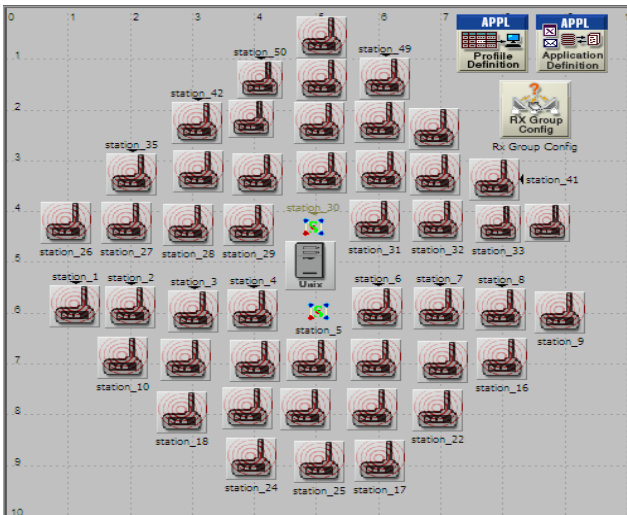 0 1 2 3 4 5 6 7
station_50 station_49
APPL
Profile
Definition
APPL
Application
Definition
1
station_42
RX Group
Config
Rx Group Config
2
station_35
3
station_41
station_30
4
station_26 station_27 station_28 station_29 station_31 station_32 station_33
5
Unix
station_1 station_2 station_3 station_4 station_6 station_7 station_8
6
station_5 station_9
7
station_10 station_16
8
station_18 station_22
9
station_24 station_25 station_17
10